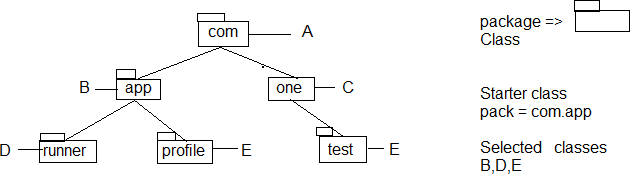 com
A
package =>
Class
B
app
one
C
Starter class
pack = com.app
D
runner
profile
E
test
E
Selected classes
B,D,E